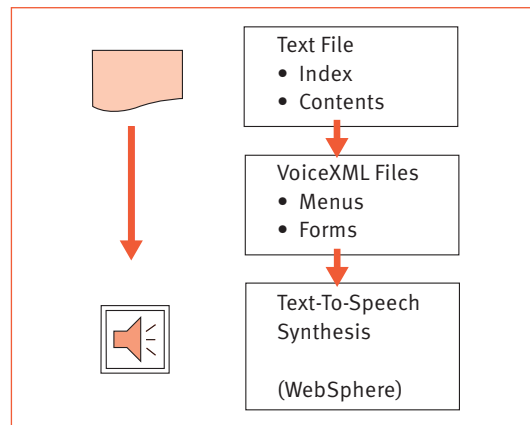 Text File
• Index
• Contents
VoiceXML Files
• Menus
• Forms
Text-To-Speech
Synthesis
(WebSphere)